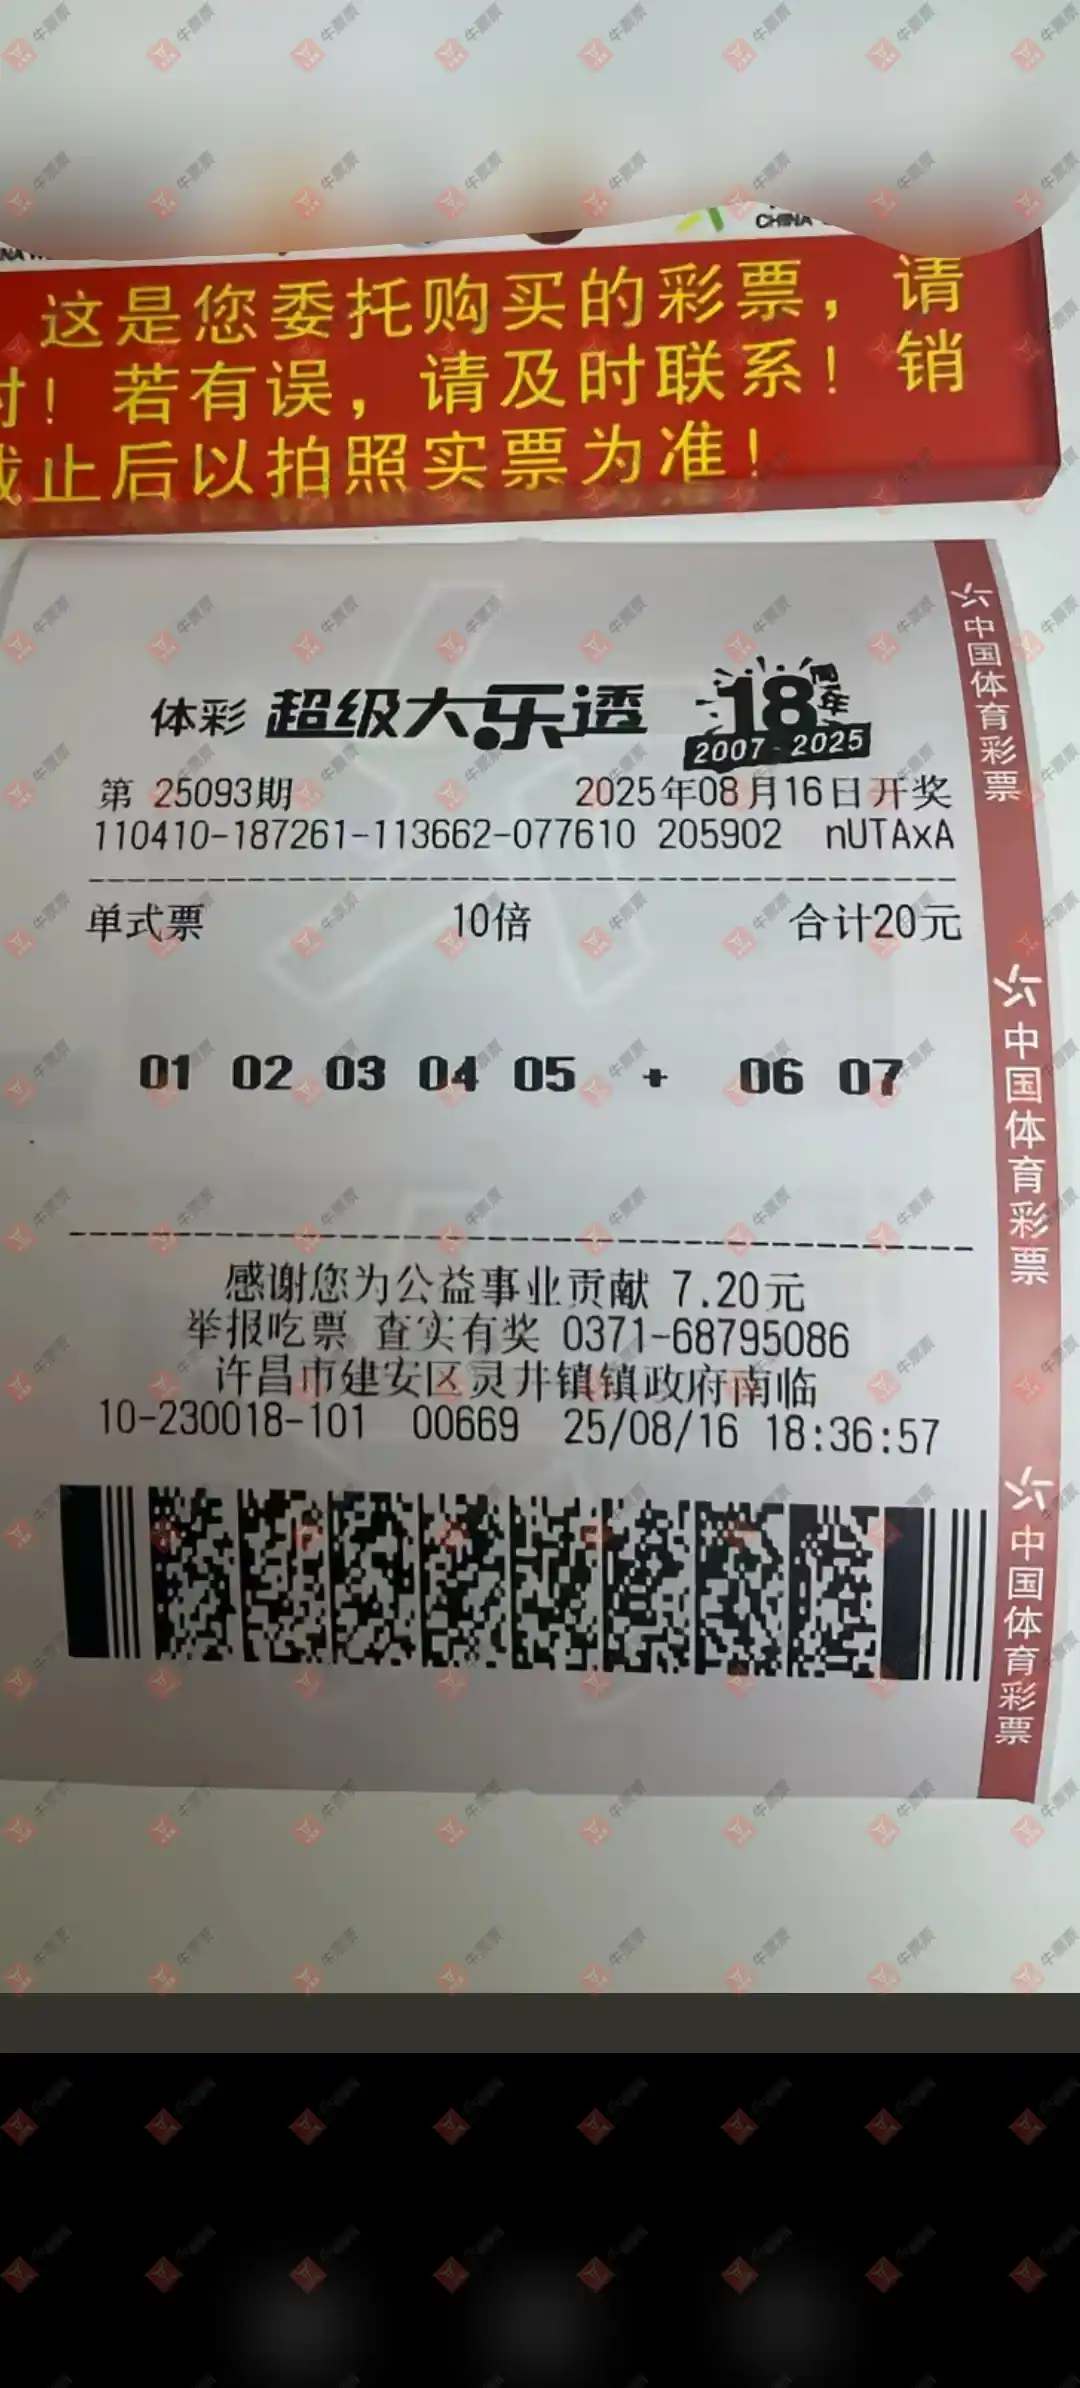 CHINA
这是您委托购买的彩票，请
对！若有误，请及时联系！销
截止后以拍照实票为准！
体彩 超级大乐透 18周年
2007-2025
第 25093期 2025年08月16日开奖
110410-187261-113662-077610 205902 nUTAxA
单式票 10倍 合计20元
01 02 03 04 05 + 06 07
感谢您为公益事业贡献 7.20元
举报吃票 查实有奖 0371-68795086
许昌市建安区灵井镇镇政府南临
10-230018-101 00669 25/08/16 18:36:57
中国体育彩票
中国体育彩票
中国体育彩票
牛票票